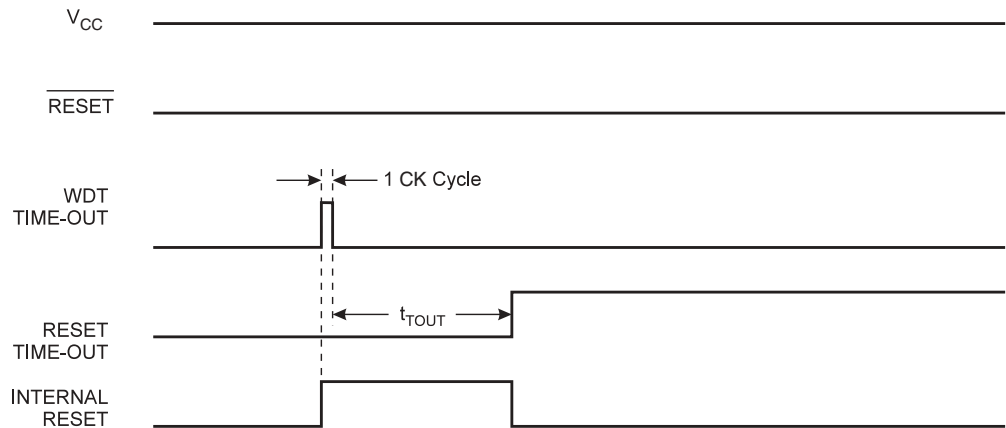 VCC
RESET
1 CK Cycle
WDT
TIME-OUT
tTOUT
RESET
TIME-OUT
INTERNAL
RESET